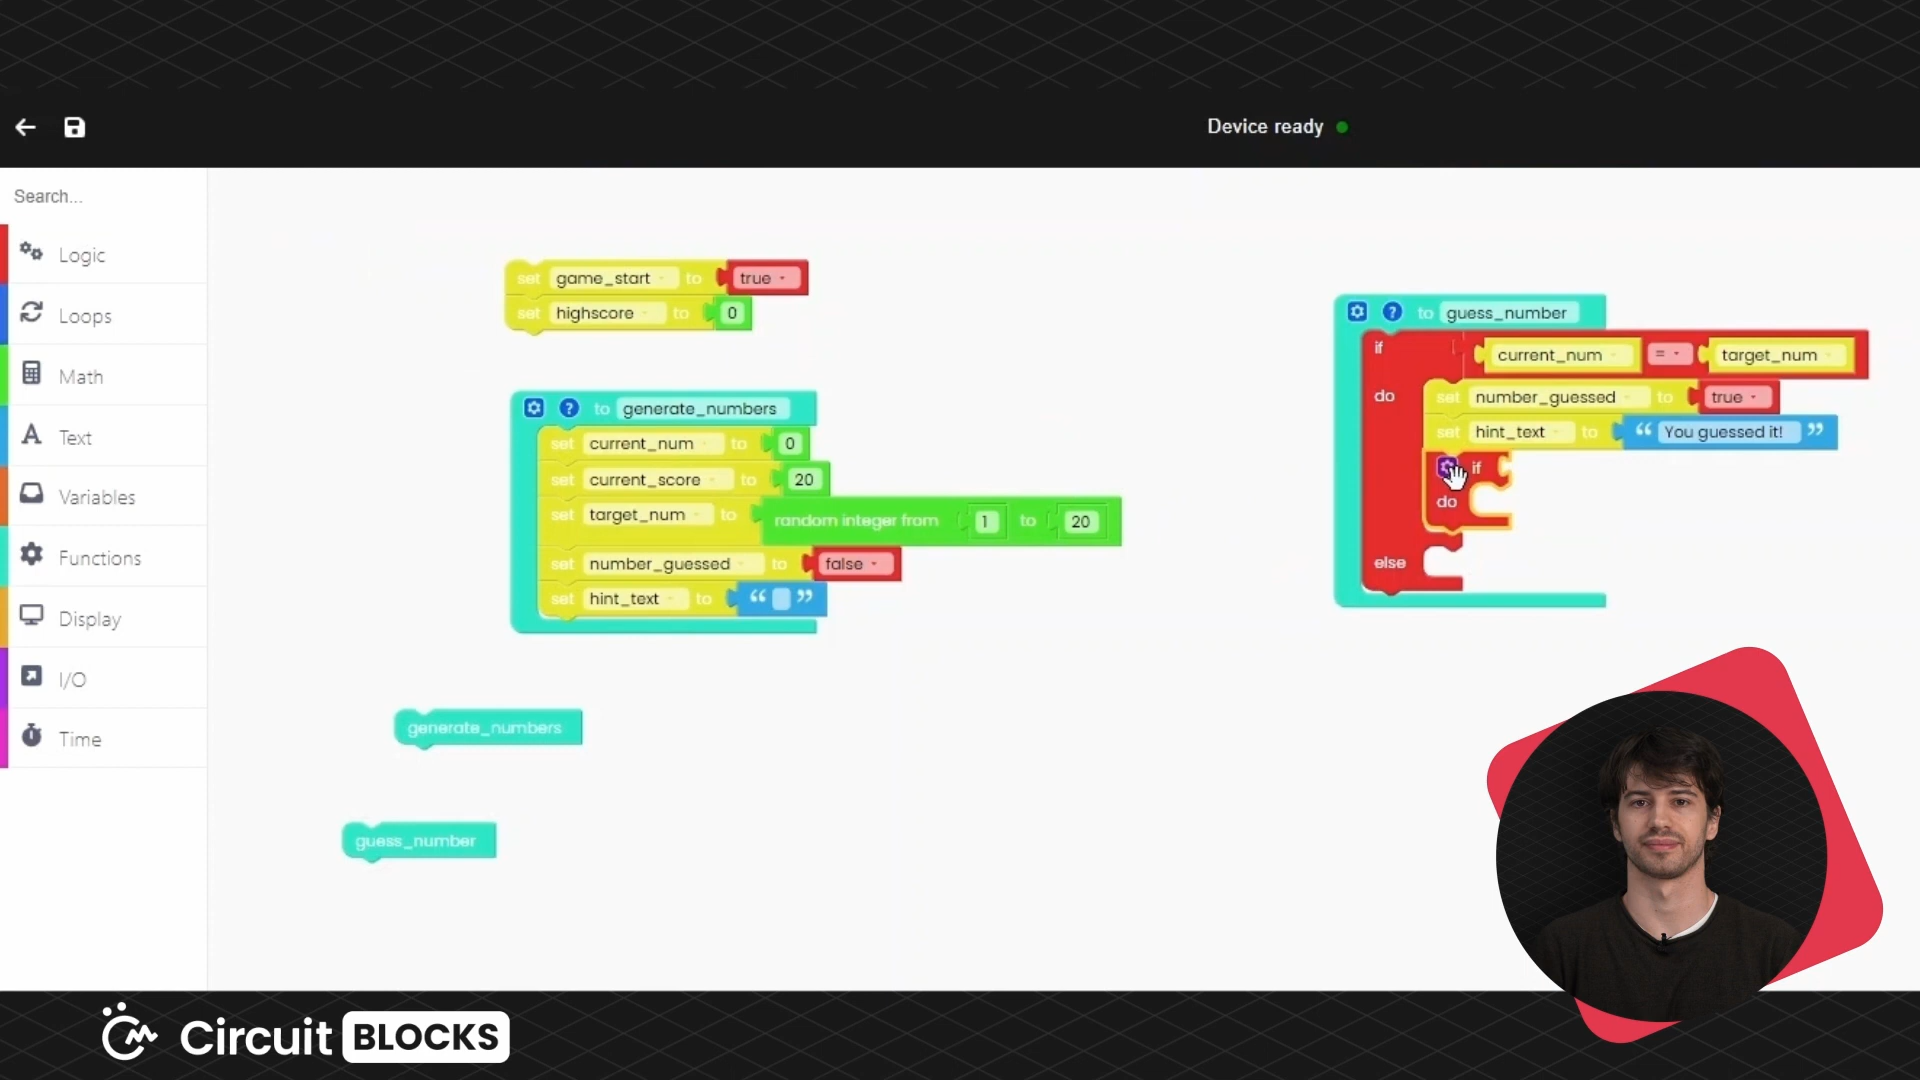 Device ready
Search...
Logic
Loops
Math
Text
Variables
Functions
Display
I/O
Time
set game_start to true
set highscore to 0
? to generate_numbers
set current_num to 0
set current_score to 20
set target_num to random integer from 1 to 20
set number_guessed to false
set hint_text to “ ”
generate_numbers
guess_number
? to guess_number
if current_num = target_num
do set number_guessed to true
set hint_text to “ You guessed it! ”
if
do
else
Circuit BLOCKS